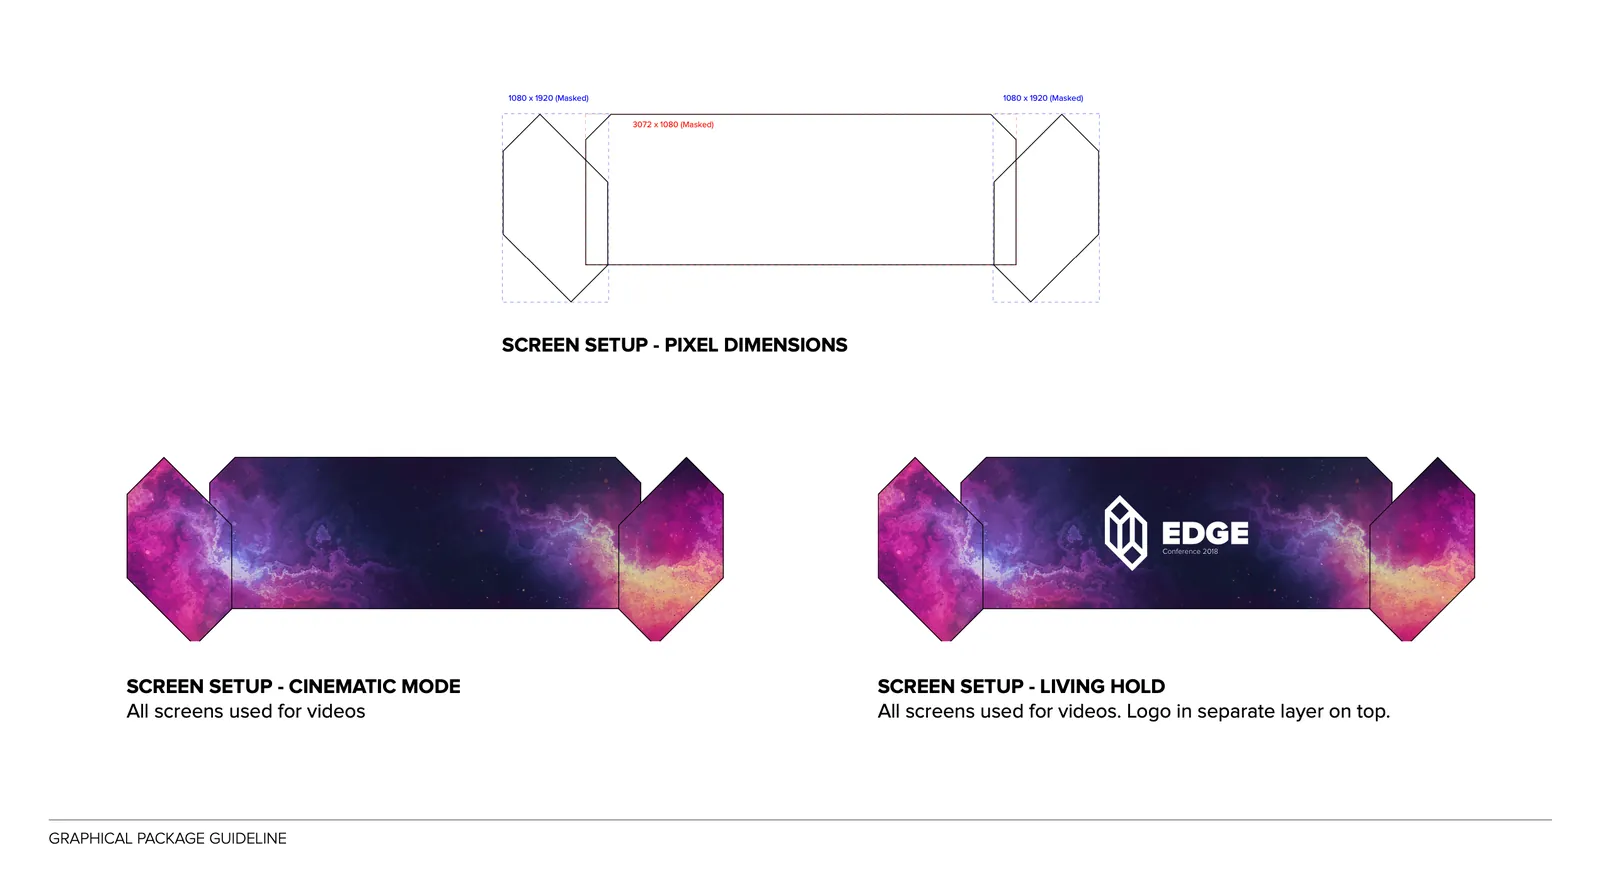 1080 x 1920 (Masked)
1080 x 1920 (Masked)
3072 x 1080 (Masked)
SCREEN SETUP - PIXEL DIMENSIONS
EDGE
Conference 2018
SCREEN SETUP - CINEMATIC MODE
All screens used for videos
SCREEN SETUP - LIVING HOLD
All screens used for videos. Logo in separate layer on top.
GRAPHICAL PACKAGE GUIDELINE